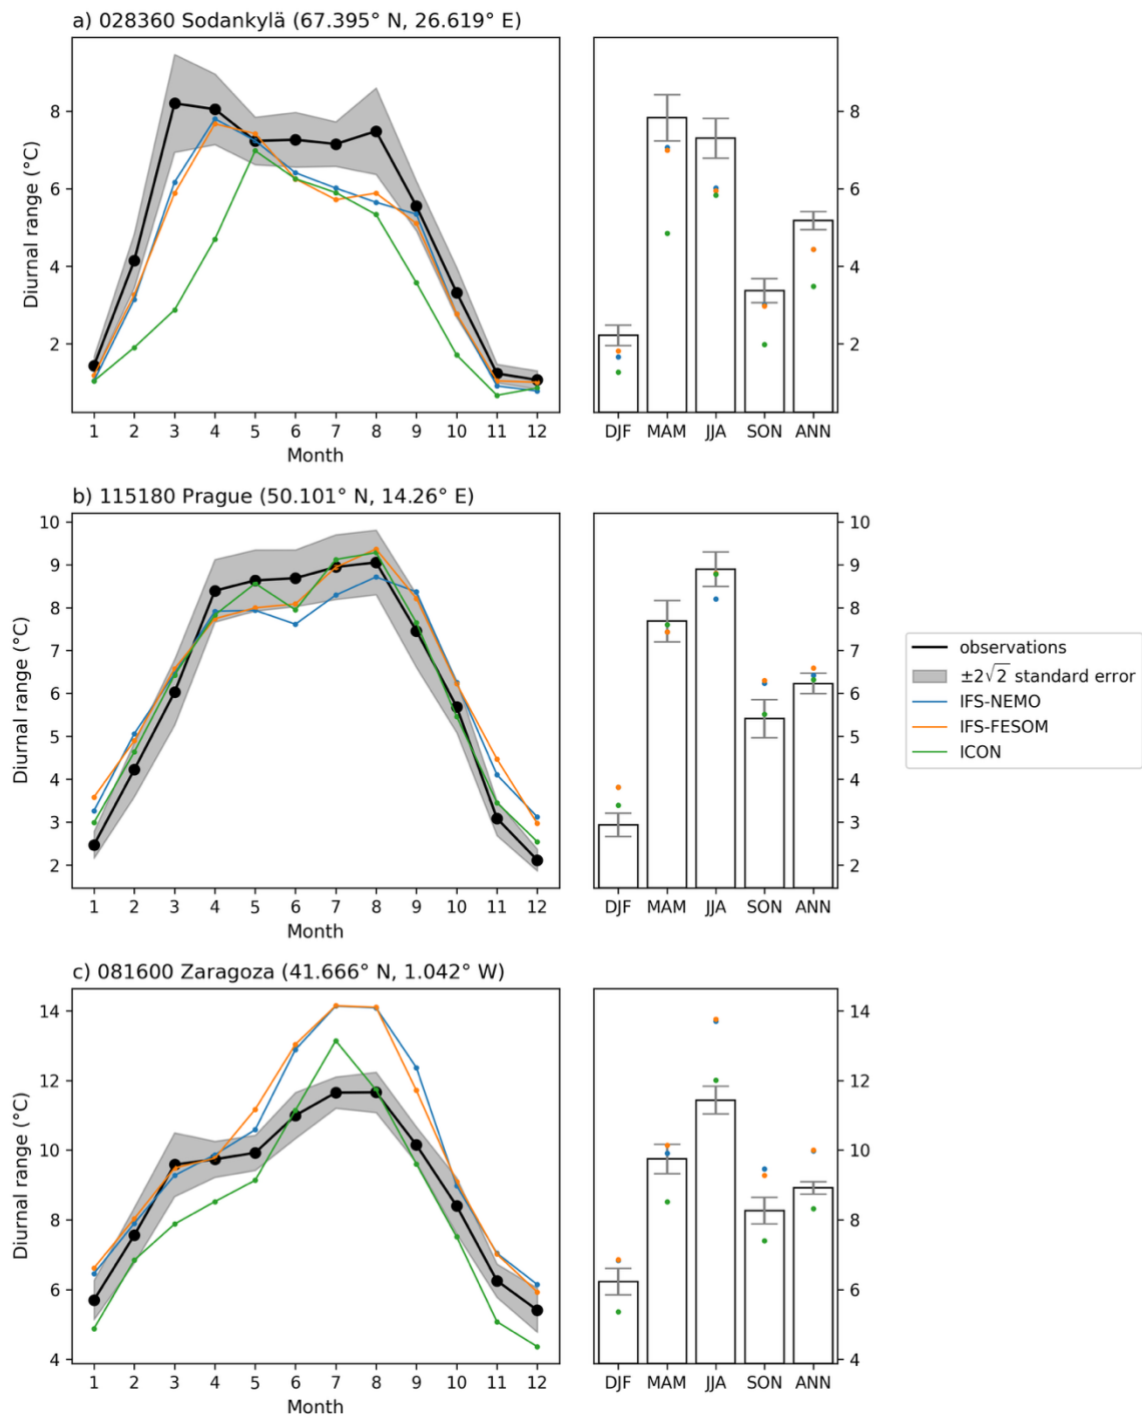 a) 028360 Sodankylä (67.395° N, 26.619° E)
Diurnal range (°C)
8
6
4
2
1 2 3 4 5 6 7 8 9 10 11 12
Month
8
6
4
2
DJF MAM JJA SON ANN
b) 115180 Prague (50.101° N, 14.26° E)
Diurnal range (°C)
10
9
8
7
6
5
4
3
2
1 2 3 4 5 6 7 8 9 10 11 12
Month
10
9
8
7
6
5
4
3
2
DJF MAM JJA SON ANN
observations
±2√2 standard error
IFS-NEMO
IFS-FESOM
ICON
c) 081600 Zaragoza (41.666° N, 1.042° W)
Diurnal range (°C)
14
12
10
8
6
4
1 2 3 4 5 6 7 8 9 10 11 12
Month
14
12
10
8
6
4
DJF MAM JJA SON ANN